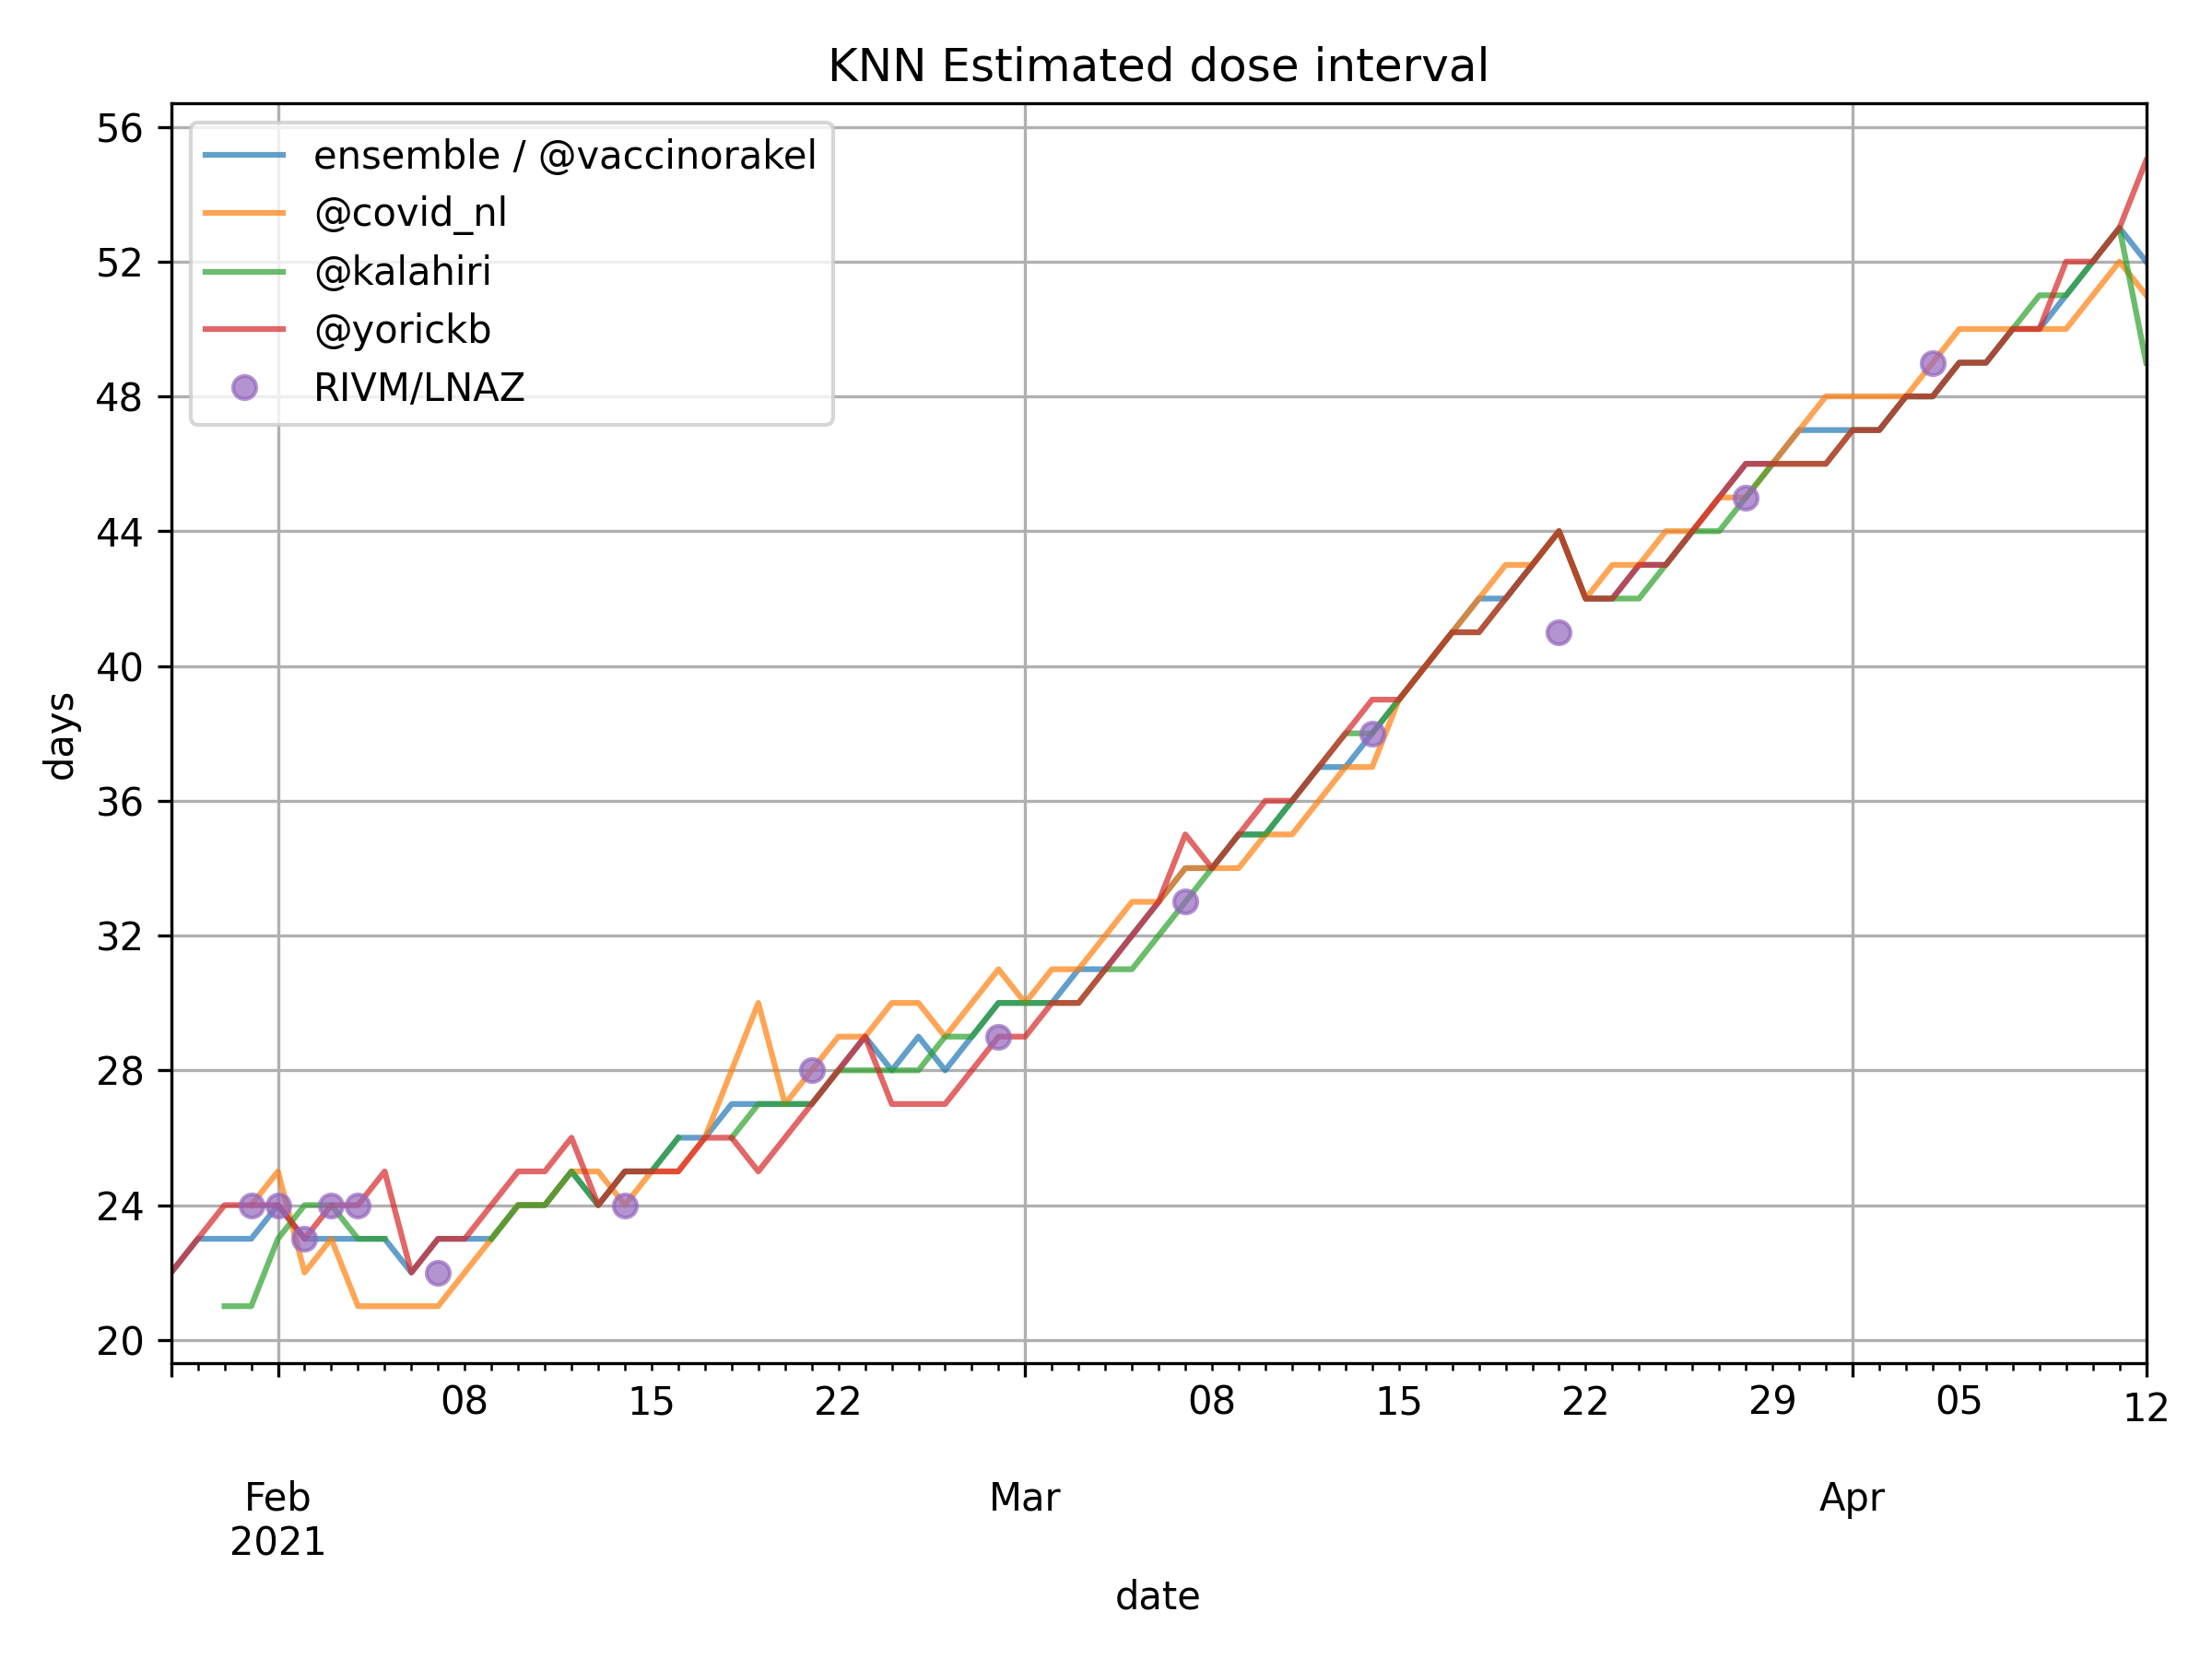 KNN Estimated dose interval
56
52
48
44
40
36
32
28
24
20
days
ensemble / @vaccinorakel
@covid_nl
@kalahiri
@yorickb
RIVM/LNAZ
08 15 22 08 15 22 29 05 12
Feb Mar Apr
2021
date